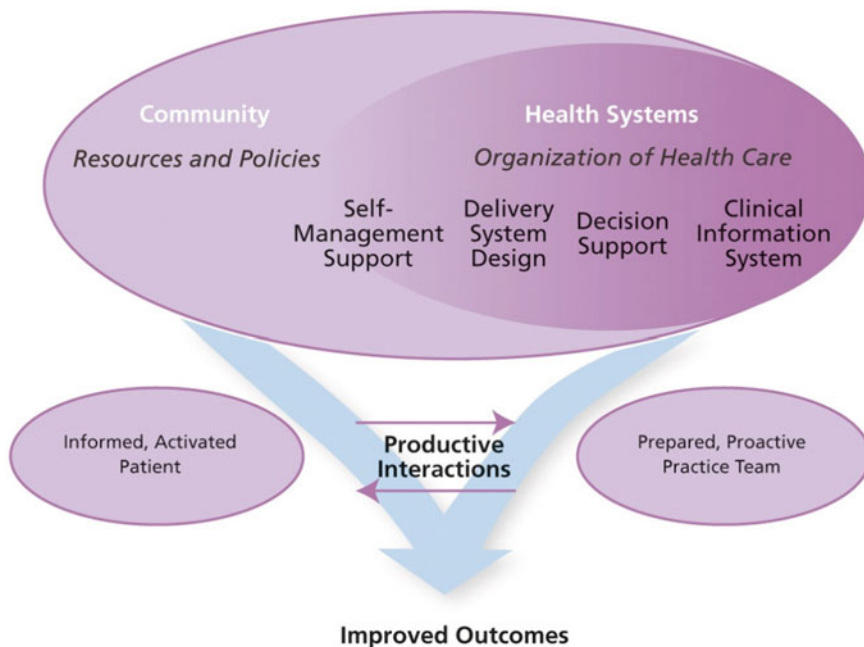 Community
Resources and Policies
Health Systems
Organization of Health Care
Self-
Management
Support
Delivery
System
Design
Decision
Support
Clinical
Information
System
Informed, Activated
Patient
Productive
Interactions
Prepared, Proactive
Practice Team
Improved Outcomes